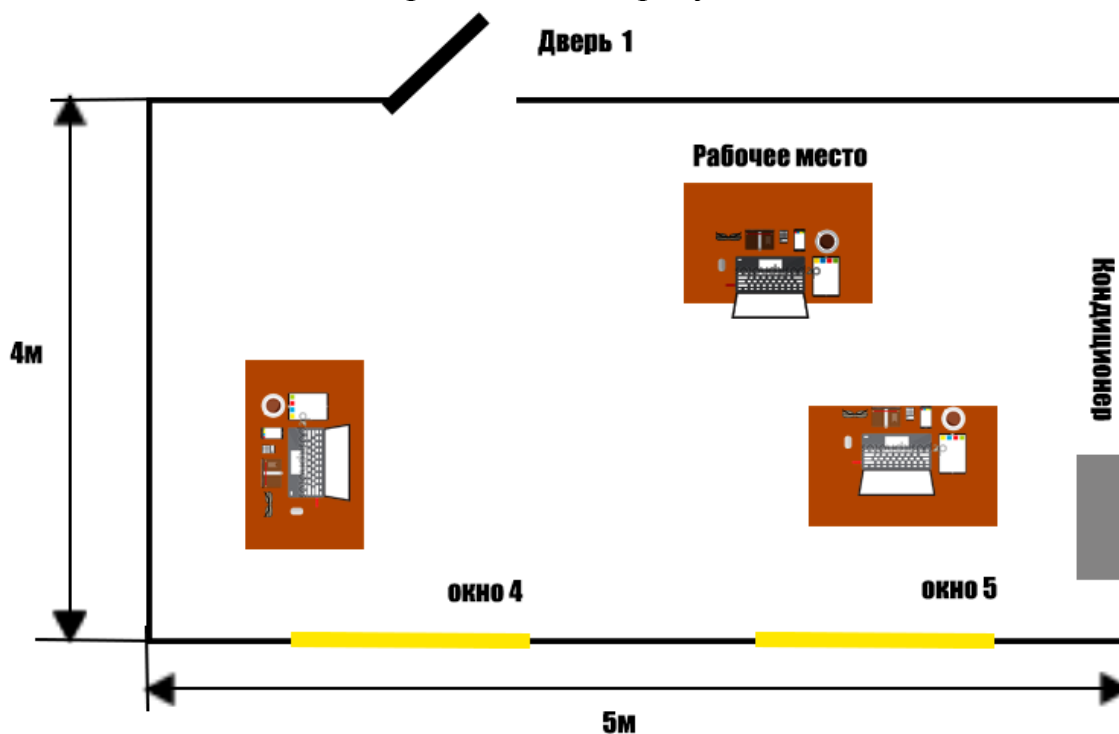 Дверь 1
Рабочее место
Кондиционер
4м
окно 4
окно 5
5м